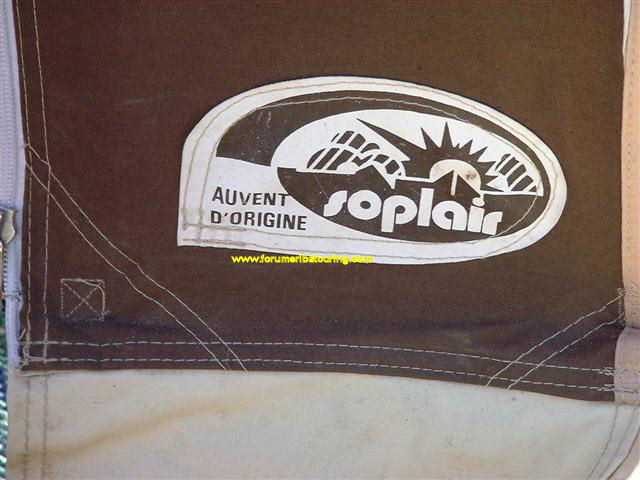 AUVENT
D'ORIGINE
soplair
www.forumeribatouring.com